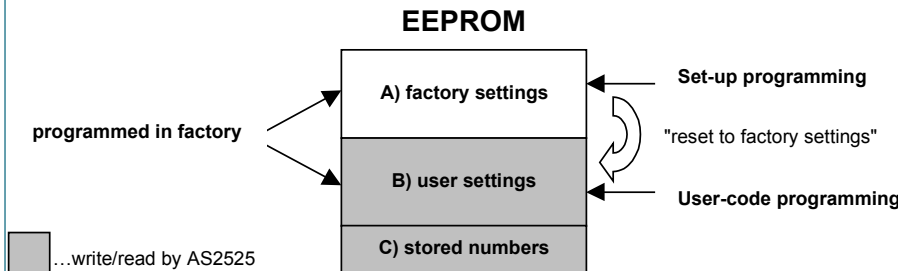 EEPROM
A) factory settings
Set-up programming
programmed in factory
"reset to factory settings"
B) user settings
User-code programming
C) stored numbers
...write/read by AS2525